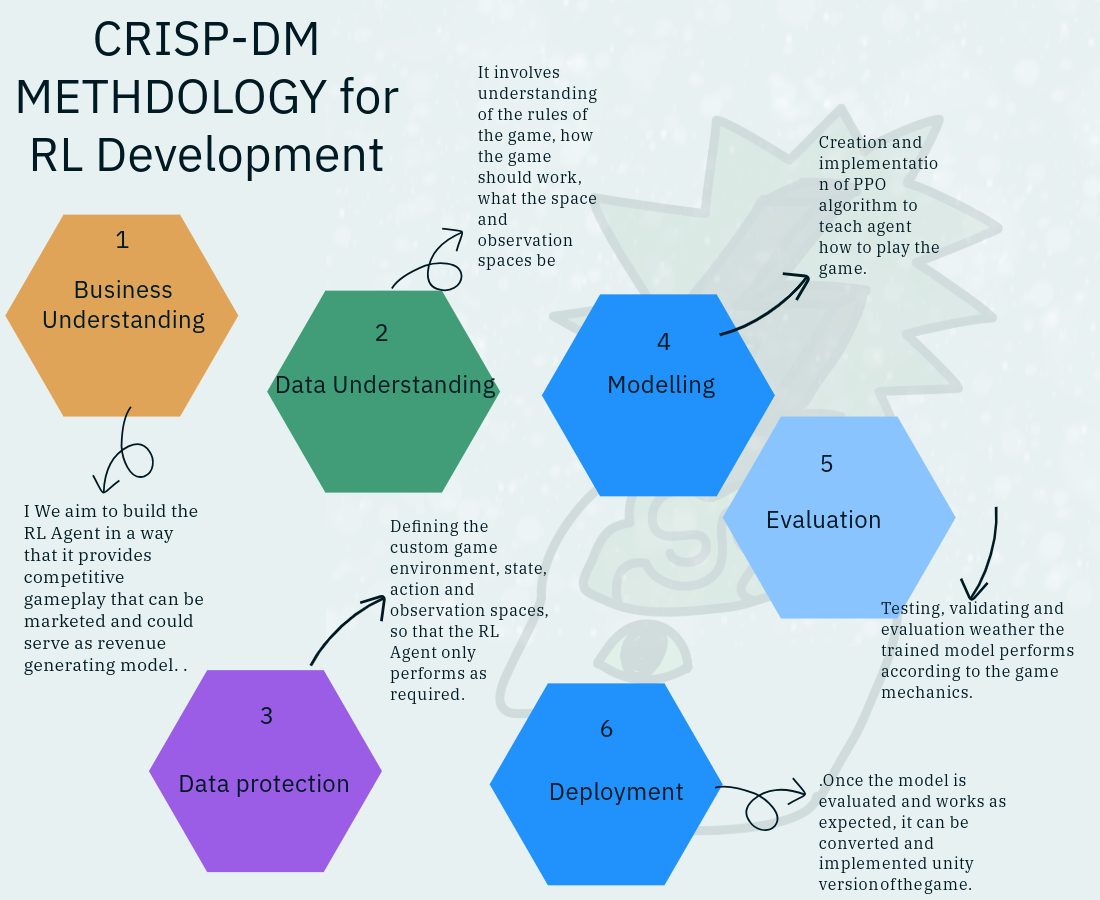 CRISP-DM
METHDOLOGY for
RL Development
1
Business
Understanding
I We aim to build the
RL Agent in a way
that it provides
competitive
gameplay that can be
marketed and could
serve as revenue
generating model. .
2
Data Understanding
It involves
understanding
of the rules of
the game, how
the game
should work,
what the space
and
observation
spaces be
3
Data protection
Defining the
custom game
environment, state,
action and
observation spaces,
so that the RL
Agent only
performs as
required.
4
Modelling
Creation and
implementatio
n of PPO
algorithm to
teach agent
how to play the
game.
5
Evaluation
Testing, validating and
evaluation weather the
trained model performs
according to the game
mechanics.
6
Deployment
.Once the model is
evaluated and works as
expected, it can be
converted and
implemented unity
versionofthegame.